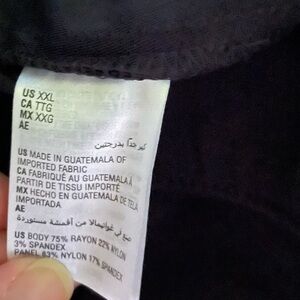 US XXL
CA TTG
MX XXG
AE
كبير جدًا بدرجتين
US MADE IN GUATEMALA OF
IMPORTED FABRIC
CA FABRIQUÉ AU GUATEMALA À
PARTIR DE TISSU IMPORTÉ
MX HECHO EN GUATEMALA DE TELA
IMPORTADA
AE
صنع في غواتيمالا من أقمشة مستوردة
US BODY 75% RAYON 22% NYLON
3% SPANDEX
PANEL 83% NYLON 17% SPANDEX